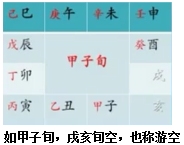 己巳 庚午 辛未 壬申
戊辰 癸酉
甲子旬
丁卯 戌
丙寅 乙丑 甲子 亥
如甲子旬，戌亥旬空，也称游空